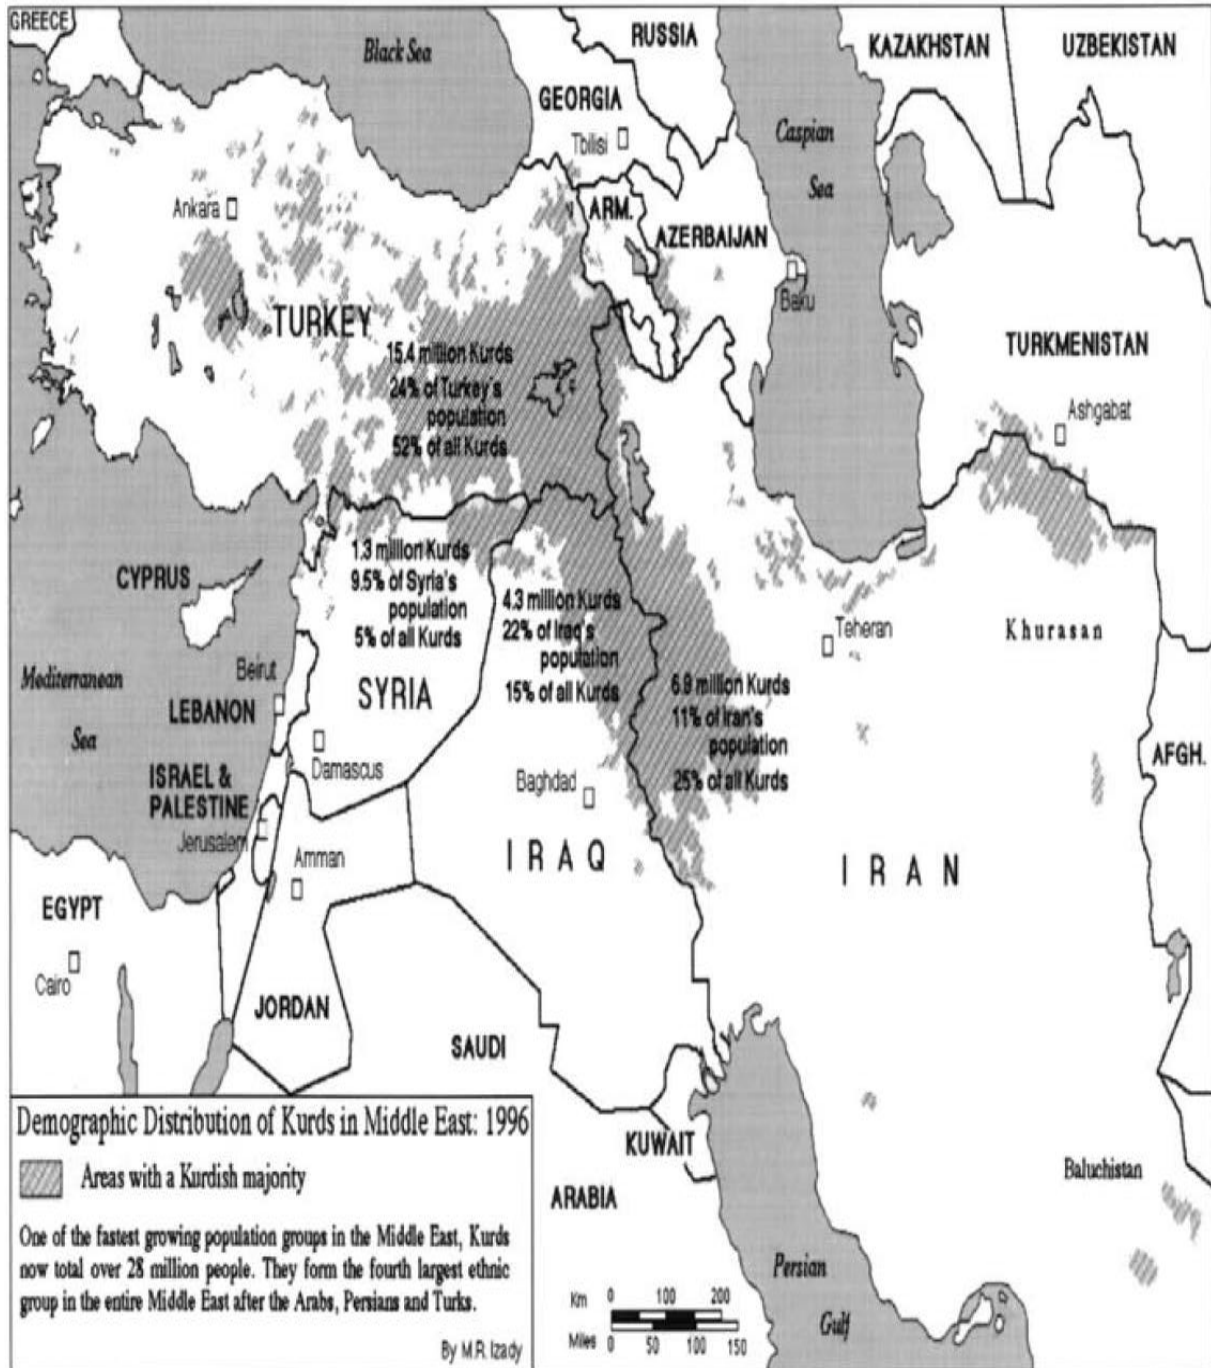 GREECE
Black Sea
RUSSIA
KAZAKHSTAN
UZBEKISTAN
GEORGIA
Tbilisi
Caspian
Sea
Ankara
ARM.
AZERBAIJAN
Baku
TURKEY
TURKMENISTAN
Ashgabat
15.4 million Kurds
24% of Turkey's
population
52% of all Kurds
CYPRUS
1.3 million Kurds
9.5% of Syria's
population
5% of all Kurds
4.3 million Kurds
22% of Iraq's
population
15% of all Kurds
Teheran
Khurasan
Mediterranean
Sea
Beirut
LEBANON
SYRIA
6.8 million Kurds
11% of Iran's
population
25% of all Kurds
Damascus
ISRAEL &
PALESTINE
Jerusalem
Baghdad
AFGH.
Amman
IRAQ
IRAN
EGYPT
Cairo
JORDAN
SAUDI
ARABIA
KUWAIT
Baluchistan
Persian
Gulf
Demographic Distribution of Kurds in Middle East: 1996
Areas with a Kurdish majority
One of the fastest growing population groups in the Middle East, Kurds
now total over 28 million people. They form the fourth largest ethnic
group in the entire Middle East after the Arabs, Persians and Turks.
By M.R. Izady
Km 0 100 200
Miles 0 50 100 150